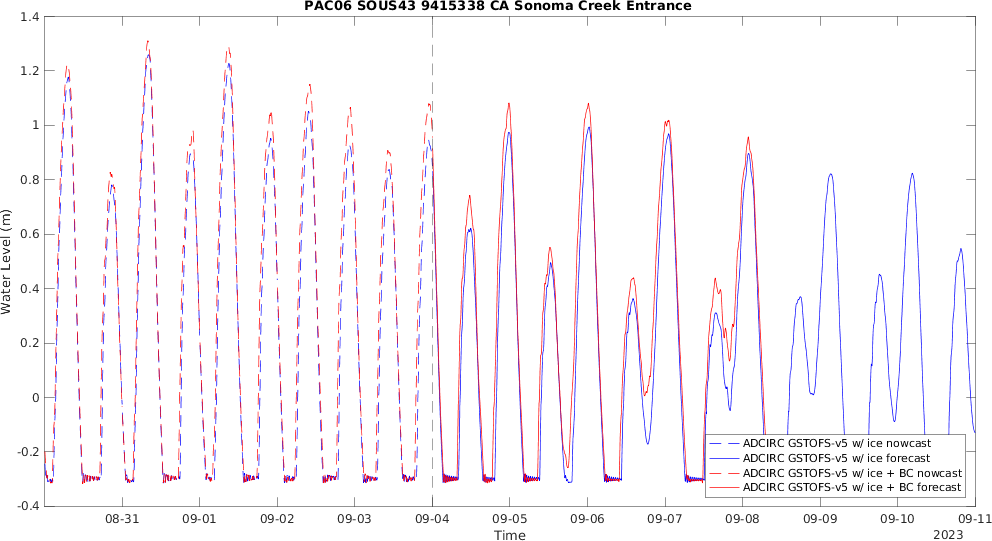 PAC06 SOUS43 9415338 CA Sonoma Creek Entrance
1.4
1.2
1
0.8
0.6
0.4
0.2
0
-0.2
-0.4
Water Level (m)
08-31 09-01 09-02 09-03 09-04 09-05 09-06 09-07 09-08 09-09 09-10 09-11
Time
2023
ADCIRC GSTOFS-v5 w/ ice nowcast
ADCIRC GSTOFS-v5 w/ ice forecast
ADCIRC GSTOFS-v5 w/ ice + BC nowcast
ADCIRC GSTOFS-v5 w/ ice + BC forecast